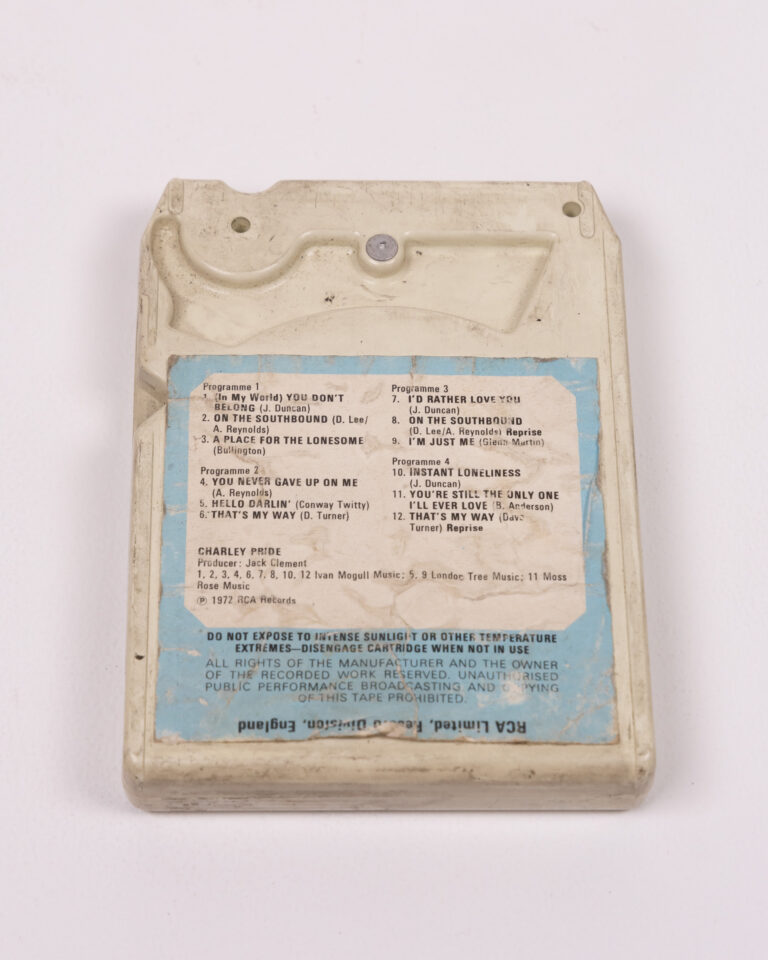 Programme 1
1. (In My World) YOU DON'T
BELONG (J. Duncan)
2. ON THE SOUTHBOUND (D. Lee/
A. Reynolds)
3. A PLACE FOR THE LONESOME
(Bullington)
Programme 2
4. YOU NEVER GAVE UP ON ME
(A. Reynolds)
5. HELLO DARLIN' (Conway Twitty)
6. THAT'S MY WAY (D. Turner)
Programme 3
7. I'D RATHER LOVE YOU
(J. Duncan)
8. ON THE SOUTHBOUND
(D. Lee/A. Reynolds) Reprise
9. I'M JUST ME (Glenn Martin)
Programme 4
10. INSTANT LONELINESS
(J. Duncan)
11. YOU'RE STILL THE ONLY ONE
I'LL EVER LOVE (B. Anderson)
12. THAT'S MY WAY (Dave
Turner) Reprise
CHARLEY PRIDE
Producer: Jack Clement
1, 2, 3, 4, 6, 7, 8, 10, 12 Ivan Mogull Music; 5, 9 London Tree Music; 11 Moss
Rose Music
℗ 1972 RCA Records
DO NOT EXPOSE TO INTENSE SUNLIGHT OR OTHER TEMPERATURE
EXTREMES—DISENGAGE CARTRIDGE WHEN NOT IN USE
ALL RIGHTS OF THE MANUFACTURER AND THE OWNER
OF THE RECORDED WORK RESERVED. UNAUTHORISED
PUBLIC PERFORMANCE BROADCASTING AND COPYING
OF THIS TAPE PROHIBITED.
RCA Limited, Record Division, England